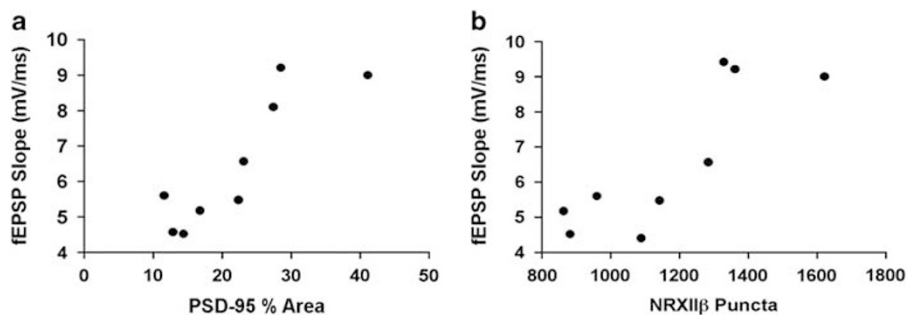 a
fEPSP Slope (mV/ms)
10
9
8
7
6
5
4
0 10 20 30 40 50
PSD-95 % Area
b
fEPSP Slope (mV/ms)
10
9
8
7
6
5
4
800 1000 1200 1400 1600 1800
NRXIIβ Puncta